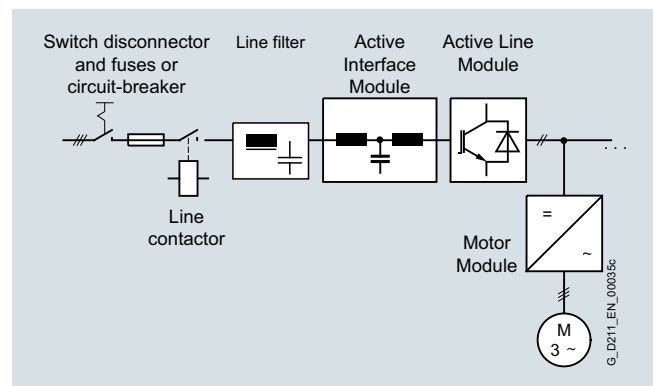 Switch disconnector
and fuses or
circuit-breaker
Line filter
Active
Interface
Module
Active Line
Module
. . .
Line
contactor
Motor
Module
=
~
M
3 ~
G_D211_EN_00035c